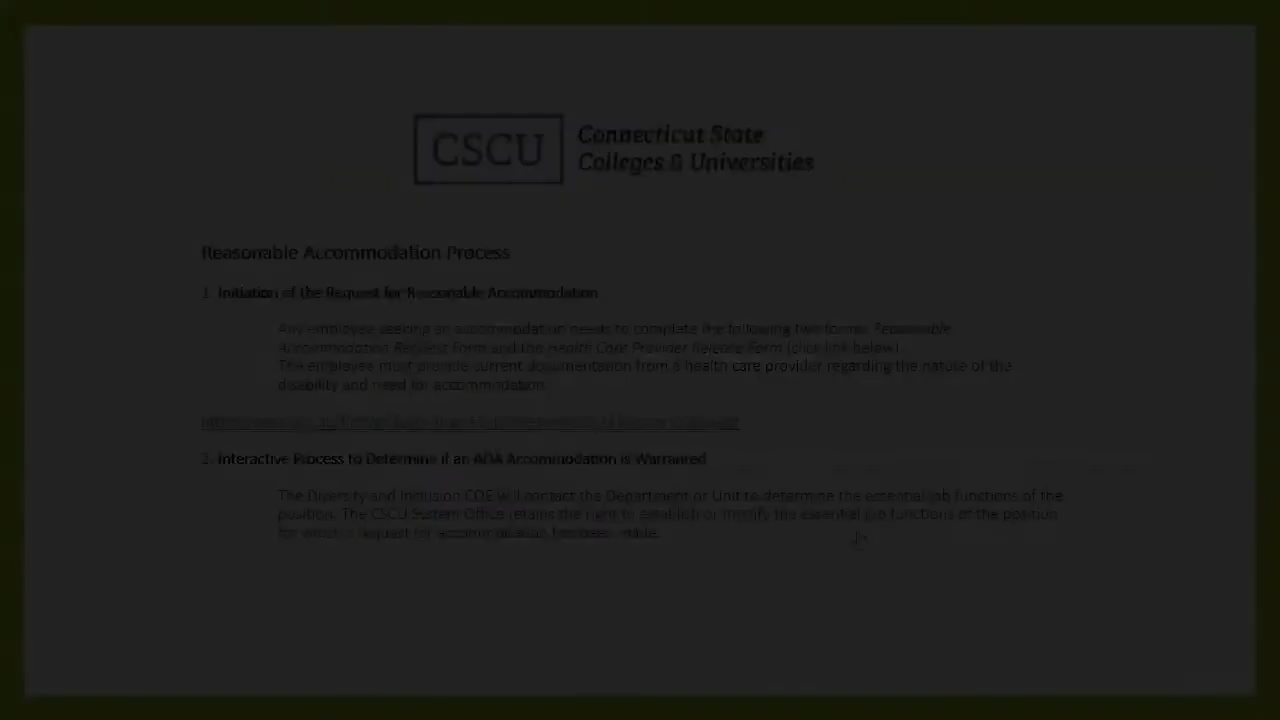 CSCU
Connecticut State
Colleges & Universities
Reasonable Accommodation Process
1. Initiation of the Request for Reasonable Accommodation
Any employee seeking an accommodation needs to complete the following two forms: Reasonable
Accommodation Request Form and the Health Care Provider Release Form (click link below).
The employee must provide current documentation from a health care provider regarding the nature of the
disability and need for accommodation.
2. Interactive Process to Determine if an ADA Accommodation is Warranted
The Diversity and Inclusion COE will contact the Department or Unit to determine the essential job functions of the
position. The CSCU System Office retains the right to establish or modify the essential job functions of the position
for which a request for accommodation has been made.